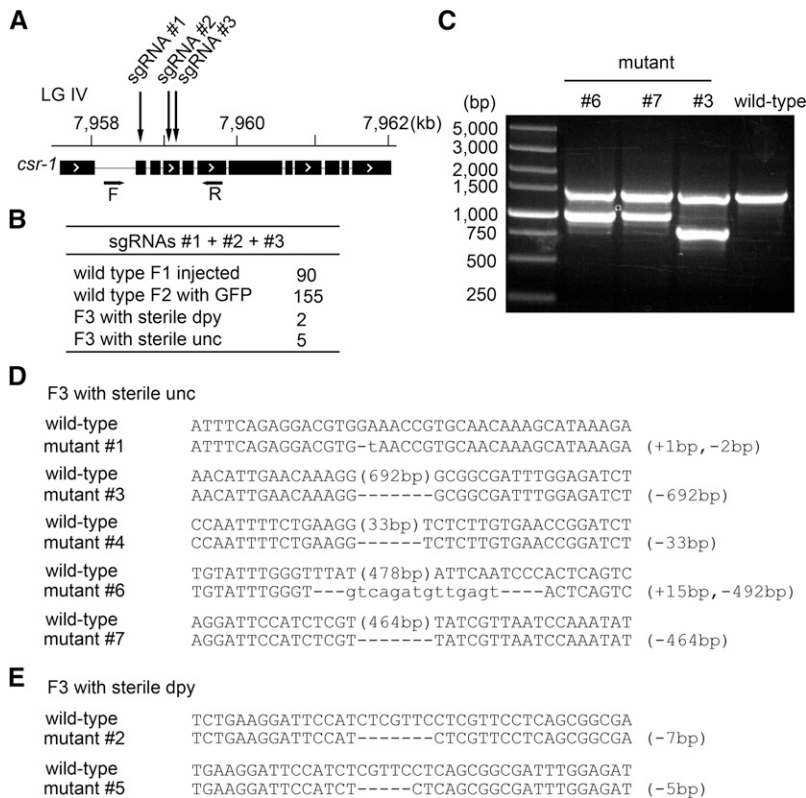 A
sgRNA #1
sgRNA #2
sgRNA #3
LG IV
7,958 7,960 7,962(kb)
csr-1
F R
B
sgRNAs #1 + #2 + #3
wild type F1 injected 90
wild type F2 with GFP 155
F3 with sterile dpy 2
F3 with sterile unc 5
C
mutant
(bp) #6 #7 #3 wild-type
5,000
3,000
2,000
1,500
1,000
750
500
250
D
F3 with sterile unc
wild-type ATTTCAGAGGACGTGGAAACCGTGCAACAAAGCATAAAGA
mutant #1 ATTTCAGAGGACGTG-tAACCGTGCAACAAAGCATAAAGA (+1bp,-2bp)
wild-type AACATTGAACAAAGG(692bp)GCGGCGATTTGGAGATCT
mutant #3 AACATTGAACAAAGG-------GCGGCGATTTGGAGATCT (-692bp)
wild-type CCAATTTTCTGAAGG(33bp)TCTCTTGTGAACCGGATCT
mutant #4 CCAATTTTCTGAAGG------TCTCTTGTGAACCGGATCT (-33bp)
wild-type TGTATTTGGGTTTAT(478bp)ATTCAATCCCACTCAGTC
mutant #6 TGTATTTGGGT---gtcagatgttgagt----ACTCAGTC (+15bp,-492bp)
wild-type AGGATTCCATCTCGT(464bp)TATCGTTAATCCAAATAT
mutant #7 AGGATTCCATCTCGT-------TATCGTTAATCCAAATAT (-464bp)
E
F3 with sterile dpy
wild-type TCTGAAGGATTCCATCTCGTTCCTCGTTCCTCAGCGGCGA
mutant #2 TCTGAAGGATTCCAT-------CTCGTTCCTCAGCGGCGA (-7bp)
wild-type TGAAGGATTCCATCTCGTTCCTCAGCGGCGATTTGGAGAT
mutant #5 TGAAGGATTCCATCT-----CCTCAGCGGCGATTTGGAGAT (-5bp)